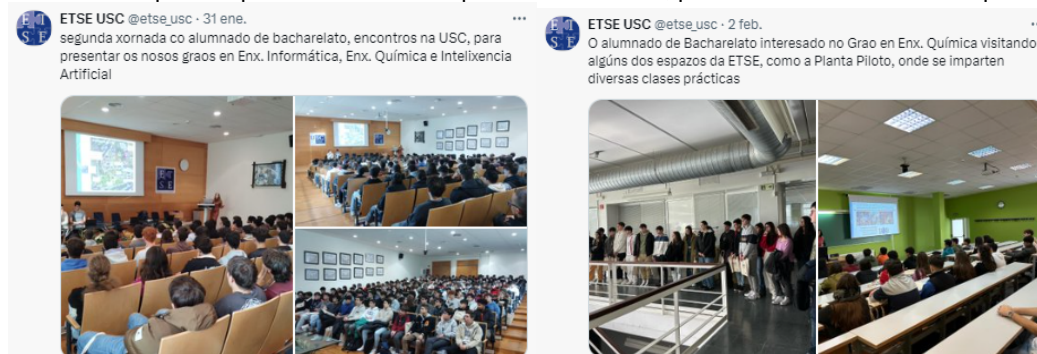 ETSE USC @etse_usc · 31 ene.
segunda xornada co alumnado de bacharelato, encontros na USC, para
presentar os nosos graos en Enx. Informática, Enx. Química e Intelixencia
Artificial
ETSE USC @etse_usc · 2 feb.
O alumnado de Bacharelato interesado no Grao en Enx. Química visitando
algúns dos espazos da ETSE, como a Planta Piloto, onde se imparten
diversas clases prácticas